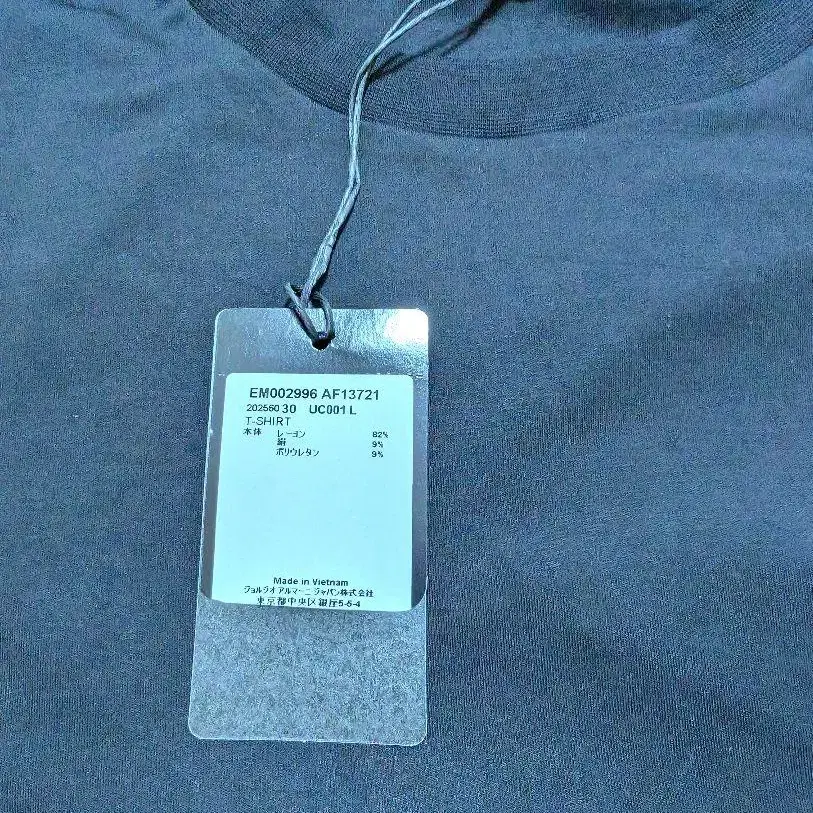 EM002996 AF13721
202560 30 UC001 L
T-SHIRT
本体 レーヨン 82%
絹 9%
ポリウレタン 9%
Made in Vietnam
ジョルジオ アルマーニ ジャパン株式会社
東京都中央区銀座5-5-4